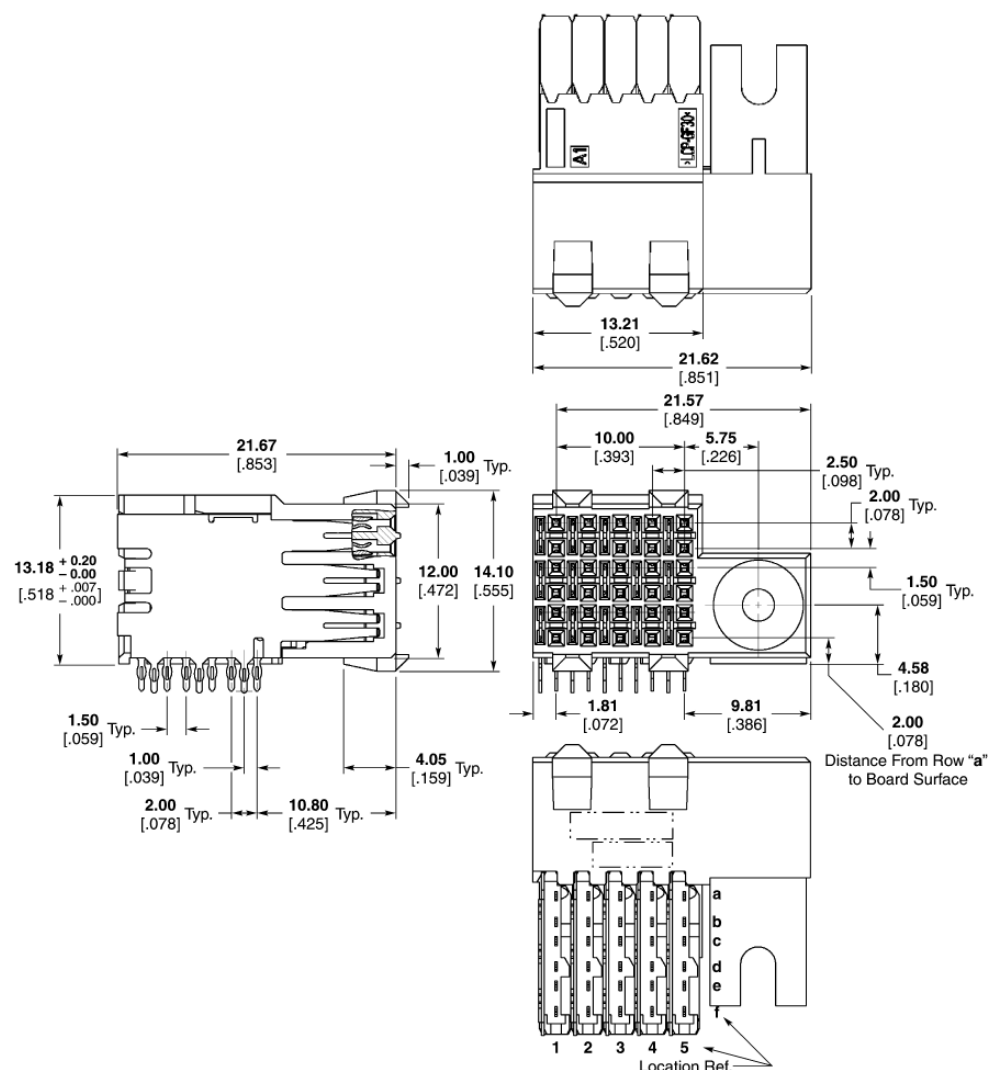 A1
>LCP-GF30<
13.21
[.520]
21.62
[.851]
21.57
[.849]
10.00
[.393]
5.75
[.226]
2.50
[.098] Typ.
2.00
[.078] Typ.
1.50
[.059] Typ.
4.58
[.180]
1.81
[.072]
9.81
[.386]
2.00
[.078]
Distance From Row “a”
to Board Surface
21.67
[.853]
1.00
[.039] Typ.
13.18 + 0.20
− 0.00
[.518 + .007
− .000]
12.00
[.472]
14.10
[.555]
1.50
[.059] Typ.
1.00
[.039] Typ.
4.05
[.159] Typ.
2.00
[.078] Typ.
10.80
[.425] Typ.
a
b
c
d
e
f
1 2 3 4 5
Location Ref.